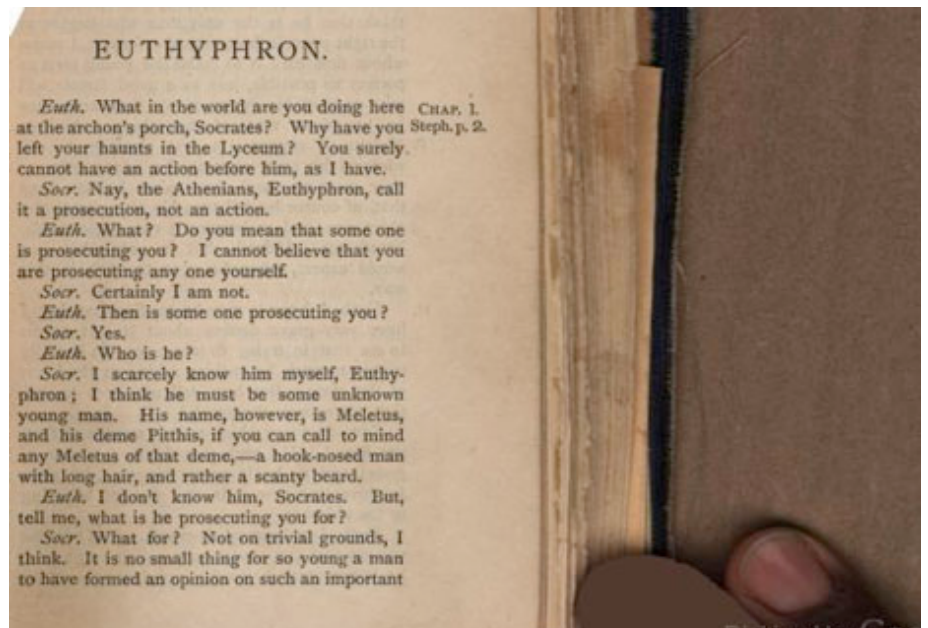 EUTHYPHRON.
Euth. What in the world are you doing here CHAP. I.
at the archon's porch, Socrates? Why have you Steph. p. 2.
left your haunts in the Lyceum? You surely
cannot have an action before him, as I have.
Socr. Nay, the Athenians, Euthyphron, call
it a prosecution, not an action.
Euth. What? Do you mean that some one
is prosecuting you? I cannot believe that you
are prosecuting any one yourself.
Socr. Certainly I am not.
Euth. Then is some one prosecuting you?
Socr. Yes.
Euth. Who is he?
Socr. I scarcely know him myself, Euthy-
phron; I think he must be some unknown
young man. His name, however, is Meletus,
and his deme Pitthis, if you can call to mind
any Meletus of that deme,—a hook-nosed man
with long hair, and rather a scanty beard.
Euth. I don't know him, Socrates. But,
tell me, what is he prosecuting you for?
Socr. What for? Not on trivial grounds, I
think. It is no small thing for so young a man
to have formed an opinion on such an important